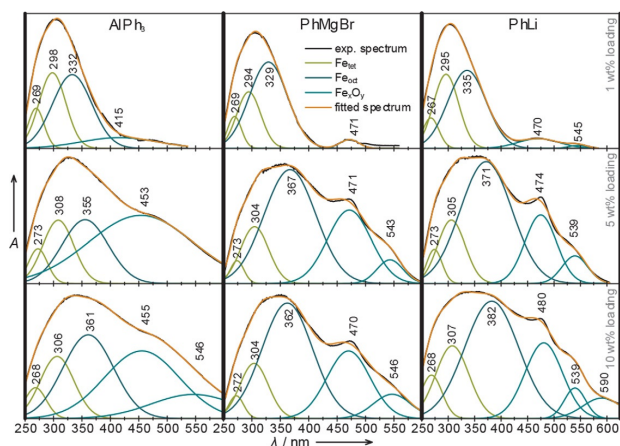 AlPh₃ PhMgBr PhLi
exp. spectrum
Fe_tet
Fe_oct
Fe_xO_y
fitted spectrum
269 298 332 415
269 294 329 471
267 295 335 470 545
1 wt% loading
273 308 355 453
273 304 367 471 543
273 305 371 474 539
5 wt% loading
268 306 361 455 546
272 304 362 470 546
268 307 382 480 539 590
10 wt% loading
A
250 300 350 400 450 500 550 300 350 400 450 500 550 250 300 350 400 450 500 550 600
λ / nm